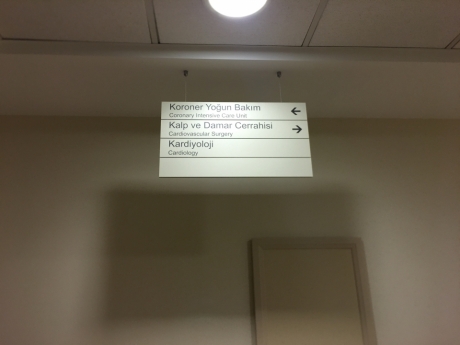 Koroner Yoğun Bakım
Coronary Intensive Care Unit
Kalp ve Damar Cerrahisi
Cardiovascular Surgery
Kardiyoloji
Cardiology